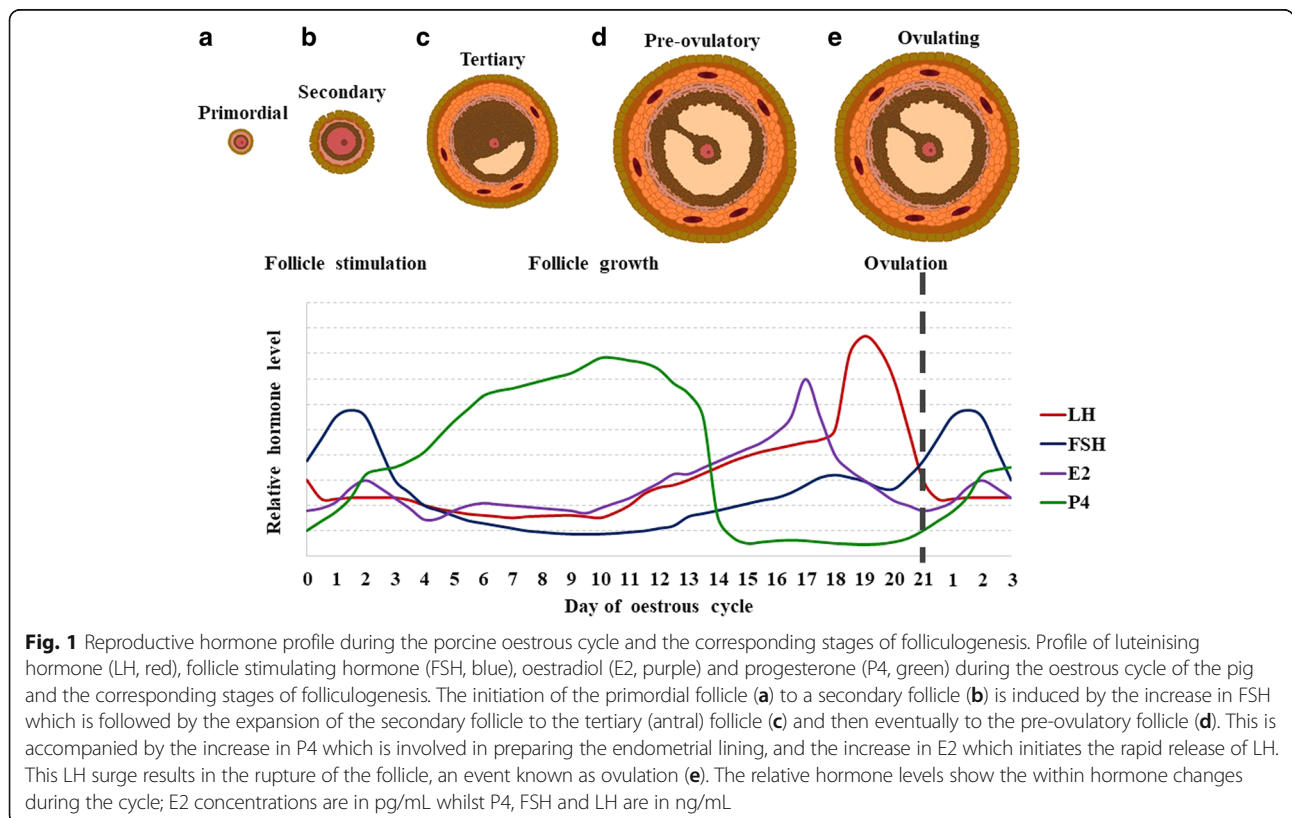 a b c d e
Primordial
Secondary
Tertiary
Pre-ovulatory
Ovulating
Follicle stimulation Follicle growth Ovulation
Relative hormone level
LH
FSH
E2
P4
0 1 2 3 4 5 6 7 8 9 10 11 12 13 14 15 16 17 18 19 20 21 1 2 3
Day of oestrous cycle
Fig. 1 Reproductive hormone profile during the porcine oestrous cycle and the corresponding stages of folliculogenesis. Profile of luteinising
hormone (LH, red), follicle stimulating hormone (FSH, blue), oestradiol (E2, purple) and progesterone (P4, green) during the oestrous cycle of the pig
and the corresponding stages of folliculogenesis. The initiation of the primordial follicle (a) to a secondary follicle (b) is induced by the increase in FSH
which is followed by the expansion of the secondary follicle to the tertiary (antral) follicle (c) and then eventually to the pre-ovulatory follicle (d). This is
accompanied by the increase in P4 which is involved in preparing the endometrial lining, and the increase in E2 which initiates the rapid release of LH.
This LH surge results in the rupture of the follicle, an event known as ovulation (e). The relative hormone levels show the within hormone changes
during the cycle; E2 concentrations are in pg/mL whilst P4, FSH and LH are in ng/mL